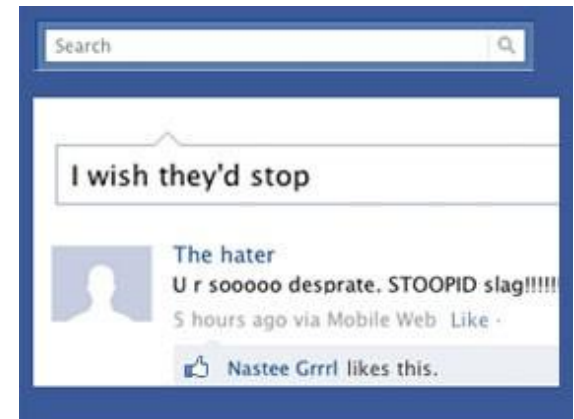 Search
I wish they'd stop
The hater
U r sooooo desprate. STOOPID slag!!!!!!
5 hours ago via Mobile Web Like ·
Nastee Grrrl likes this.